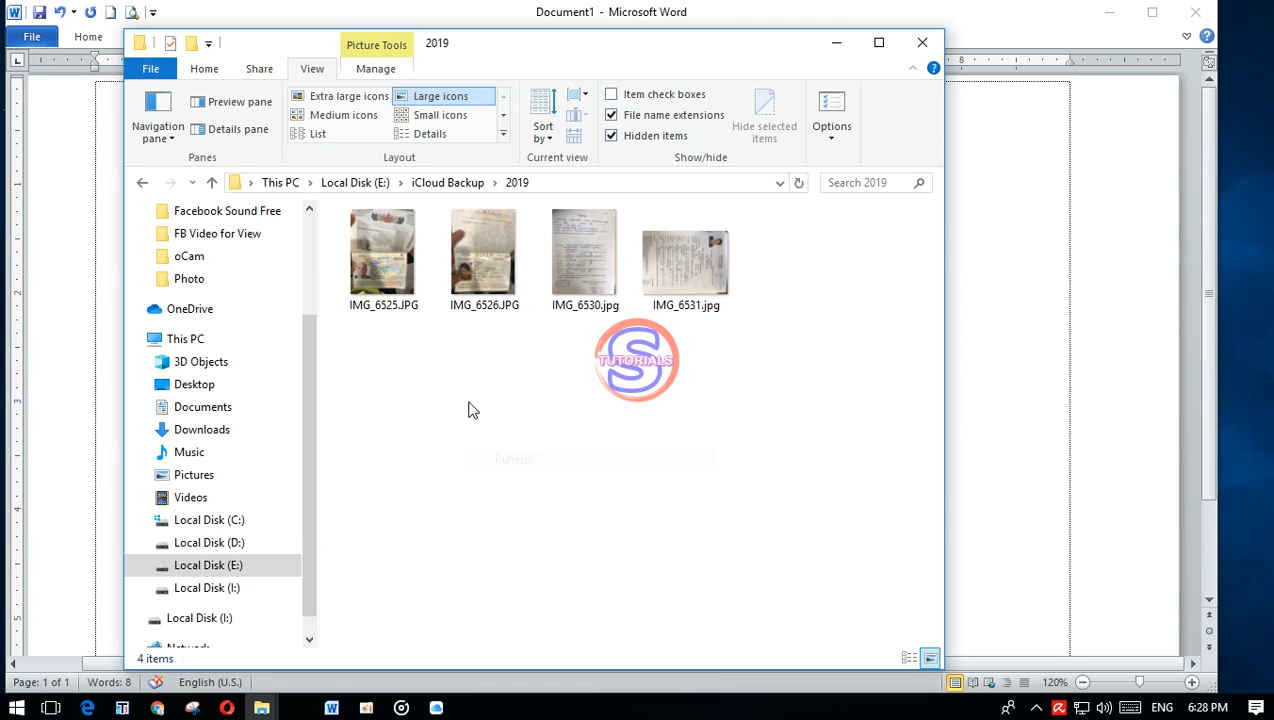 Document1 - Microsoft Word
File
Home
Picture Tools
2019
File
Home
Share
View
Manage
Navigation pane
Preview pane
Details pane
Panes
Extra large icons
Large icons
Medium icons
Small icons
List
Details
Layout
Sort by
Current view
Item check boxes
File name extensions
Hidden items
Hide selected items
Show/hide
Options
This PC
Local Disk (E:)
iCloud Backup
2019
Search 2019
Facebook Sound Free
FB Video for View
oCam
Photo
OneDrive
This PC
3D Objects
Desktop
Documents
Downloads
Music
Pictures
Videos
Local Disk (C:)
Local Disk (D:)
Local Disk (E:)
Local Disk (I:)
Local Disk (I:)
Network
IMG_6525.JPG
IMG_6526.JPG
IMG_6530.jpg
IMG_6531.jpg
S
TUTORIALS
Refresh
4 items
Page: 1 of 1
Words: 8
English (U.S.)
120%
ENG
6:28 PM